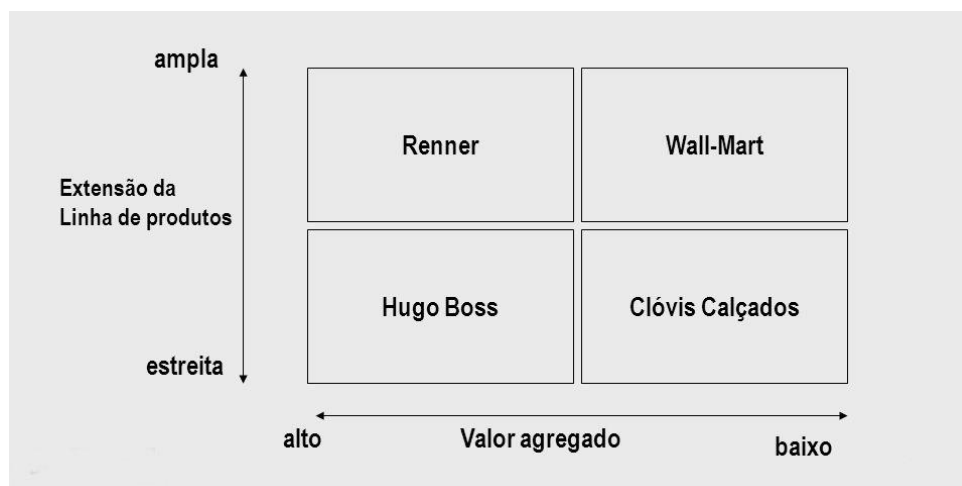 ampla
Renner
Wall-Mart
Extensão da
Linha de produtos
Hugo Boss
Clóvis Calçados
estreita
alto
Valor agregado
baixo